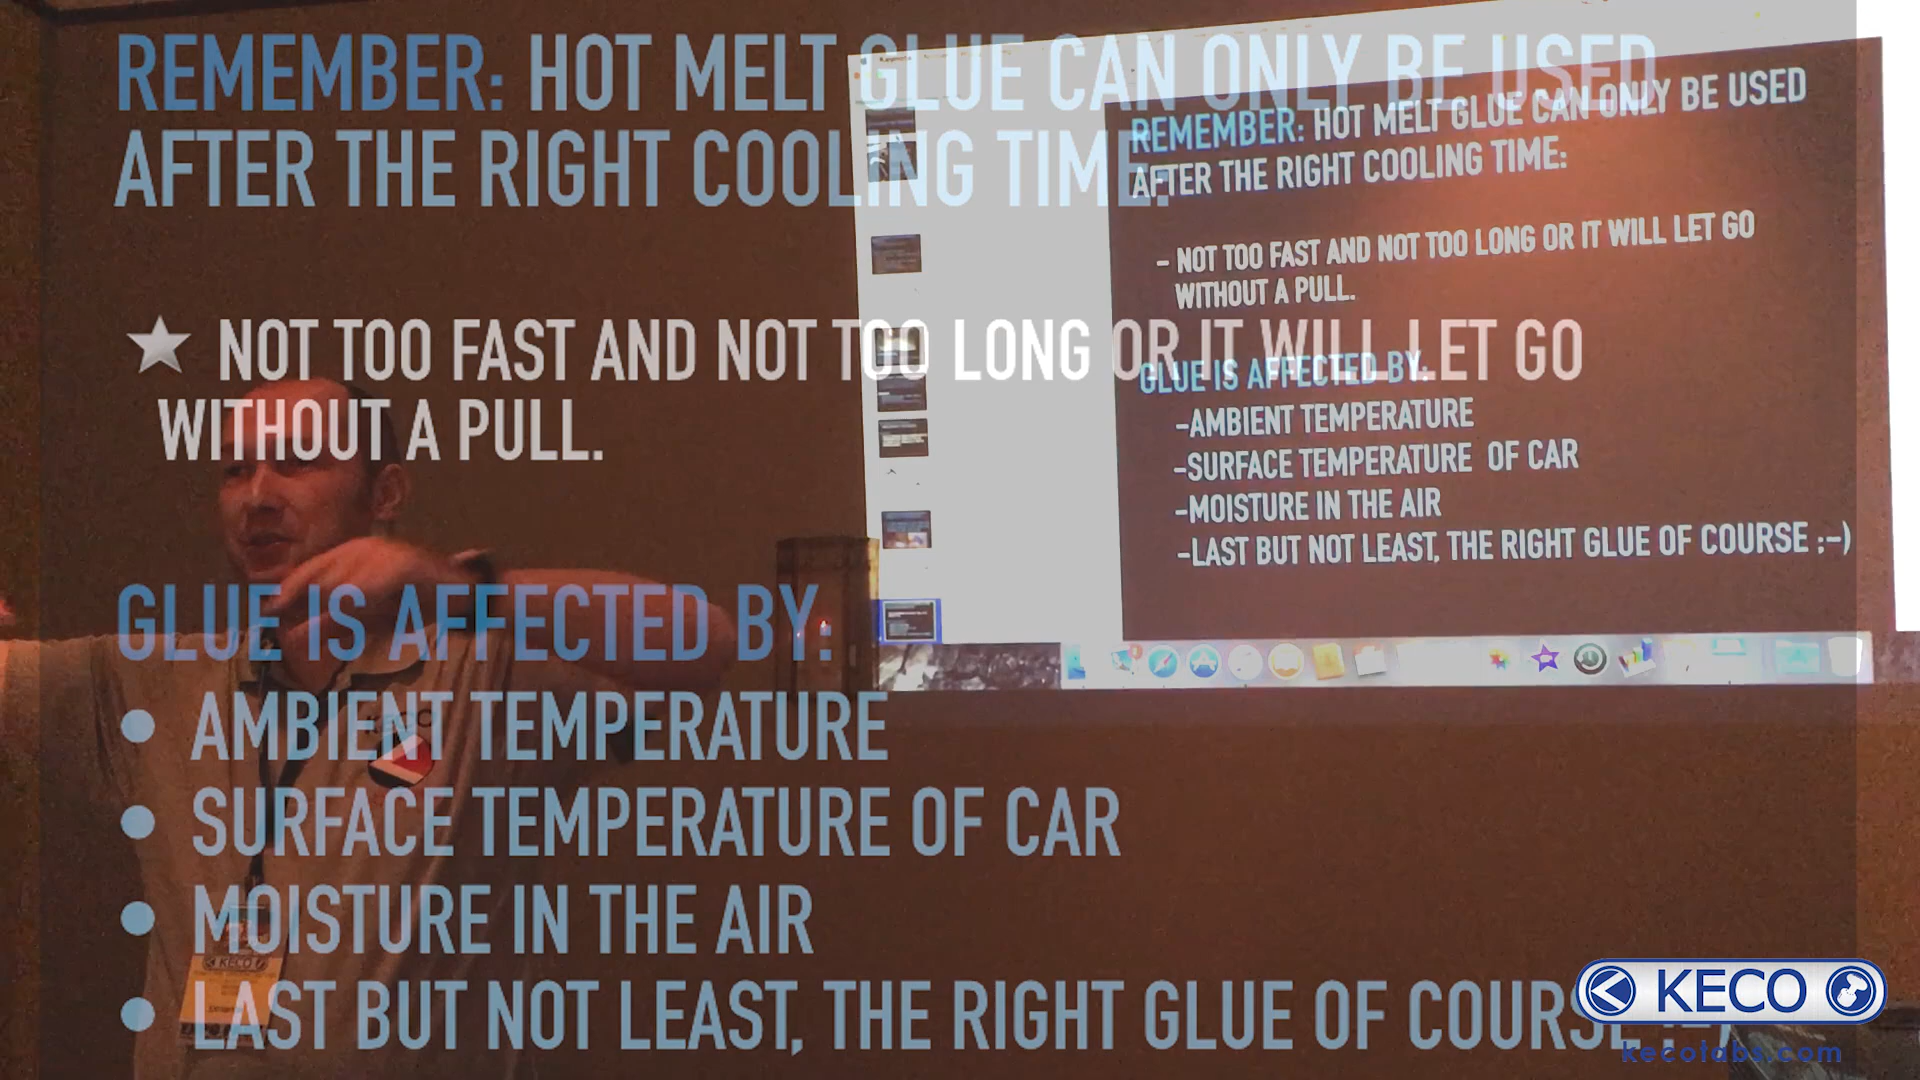 REMEMBER: HOT MELT GLUE CAN ONLY BE USED
AFTER THE RIGHT COOLING TIME:
NOT TOO FAST AND NOT TOO LONG OR IT WILL LET GO
WITHOUT A PULL.
GLUE IS AFFECTED BY:
• AMBIENT TEMPERATURE
• SURFACE TEMPERATURE OF CAR
• MOISTURE IN THE AIR
• LAST BUT NOT LEAST, THE RIGHT GLUE OF COURSE :-)
REMEMBER: HOT MELT GLUE CAN ONLY BE USED
AFTER THE RIGHT COOLING TIME:
- NOT TOO FAST AND NOT TOO LONG OR IT WILL LET GO
WITHOUT A PULL.
GLUE IS AFFECTED BY:
-AMBIENT TEMPERATURE
-SURFACE TEMPERATURE OF CAR
-MOISTURE IN THE AIR
-LAST BUT NOT LEAST, THE RIGHT GLUE OF COURSE ;-)
KECO
KECO
KECO
kecotabs.com